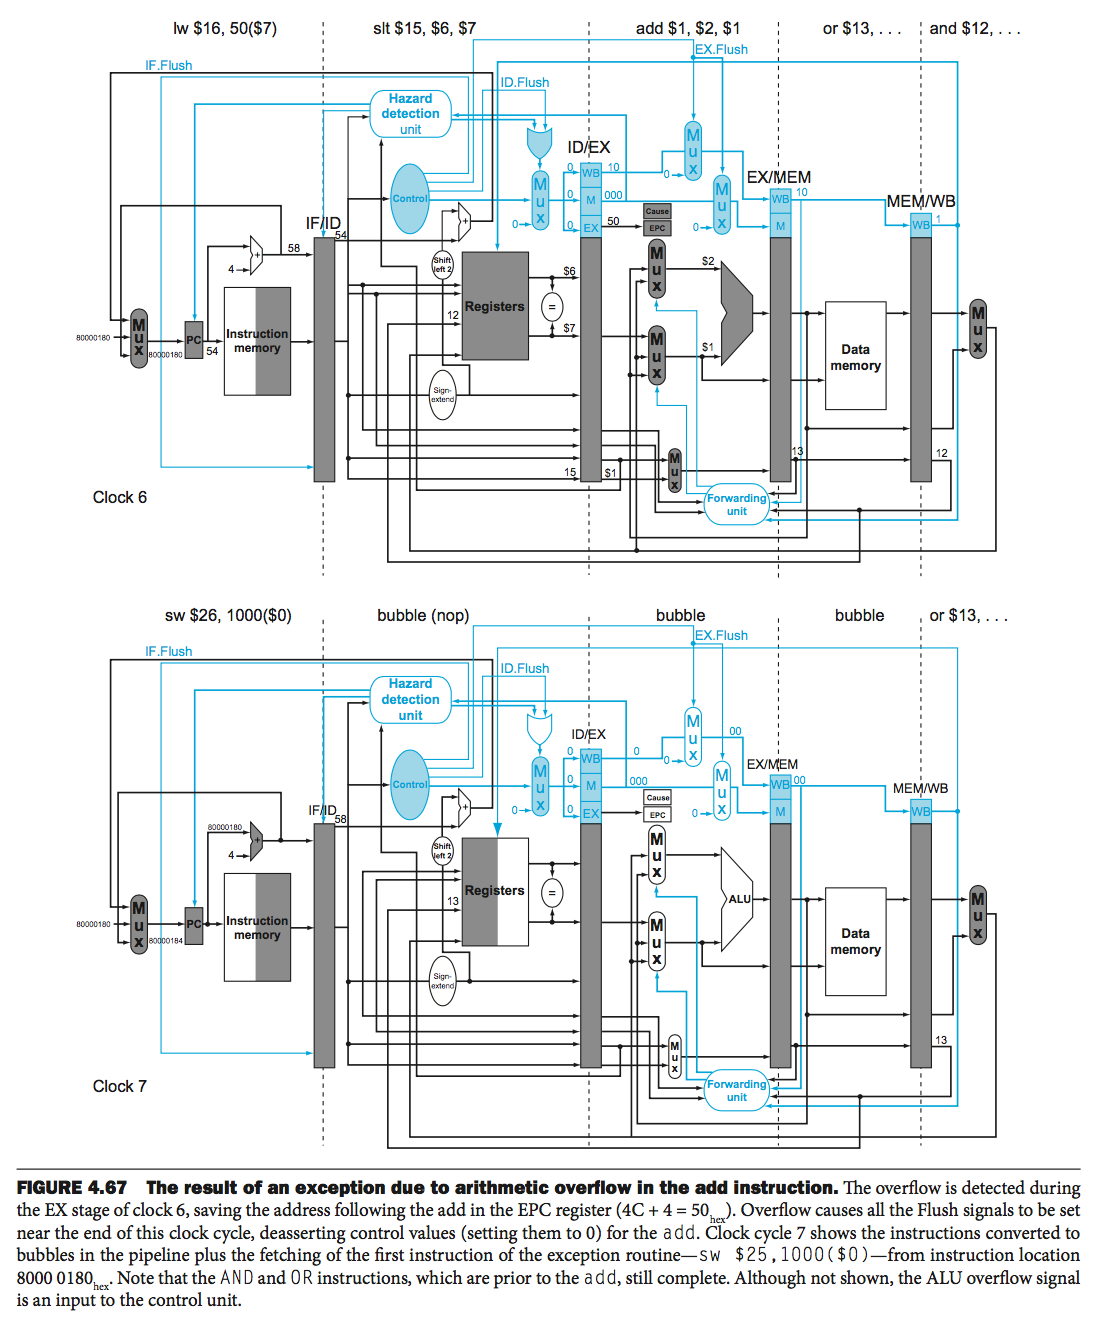 lw $16, 50($7) slt $15, $6, $7 add $1, $2, $1 or $13, . . . and $12, . . .
EX.Flush
IF.Flush
ID.Flush
Hazard
detection
unit
ID/EX
M
u
x
0
WB
10
0
EX/MEM
Control
M
u
x
0
M
000
M
u
x
WB
10
MEM/WB
Cause
IF/ID
0
0
EX
50
EPC
0
M
WB
1
54
+
Shift
left 2
M
u
x
$2
58
+
4
$6
Registers
=
12
$7
M
u
x
$1
M
u
x
80000180
80000180
PC
54
Instruction
memory
Data
memory
M
u
x
Sign-
extend
13
12
M
u
x
15
$1
Forwarding
unit
Clock 6
sw $26, 1000($0) bubble (nop) bubble bubble or $13, . . .
EX.Flush
IF.Flush
ID.Flush
Hazard
detection
unit
ID/EX
M
u
x
00
0
0
WB
0
EX/MEM
Control
M
u
x
0
M
000
M
u
x
WB
00
MEM/WB
Cause
IF/ID
0
0
EX
EPC
0
M
WB
58
+
80000180
+
4
Shift
left 2
M
u
x
Registers
=
13
ALU
M
u
x
M
u
x
80000180
80000184
PC
Instruction
memory
Data
memory
M
u
x
Sign-
extend
13
M
u
x
Forwarding
unit
Clock 7
FIGURE 4.67 The result of an exception due to arithmetic overflow in the add instruction. The overflow is detected during
the EX stage of clock 6, saving the address following the add in the EPC register (4C + 4 = 50hex). Overflow causes all the Flush signals to be set
near the end of this clock cycle, deasserting control values (setting them to 0) for the add. Clock cycle 7 shows the instructions converted to
bubbles in the pipeline plus the fetching of the first instruction of the exception routine—sw $25,1000($0)—from instruction location
8000 0180hex. Note that the AND and OR instructions, which are prior to the add, still complete. Although not shown, the ALU overflow signal
is an input to the control unit.